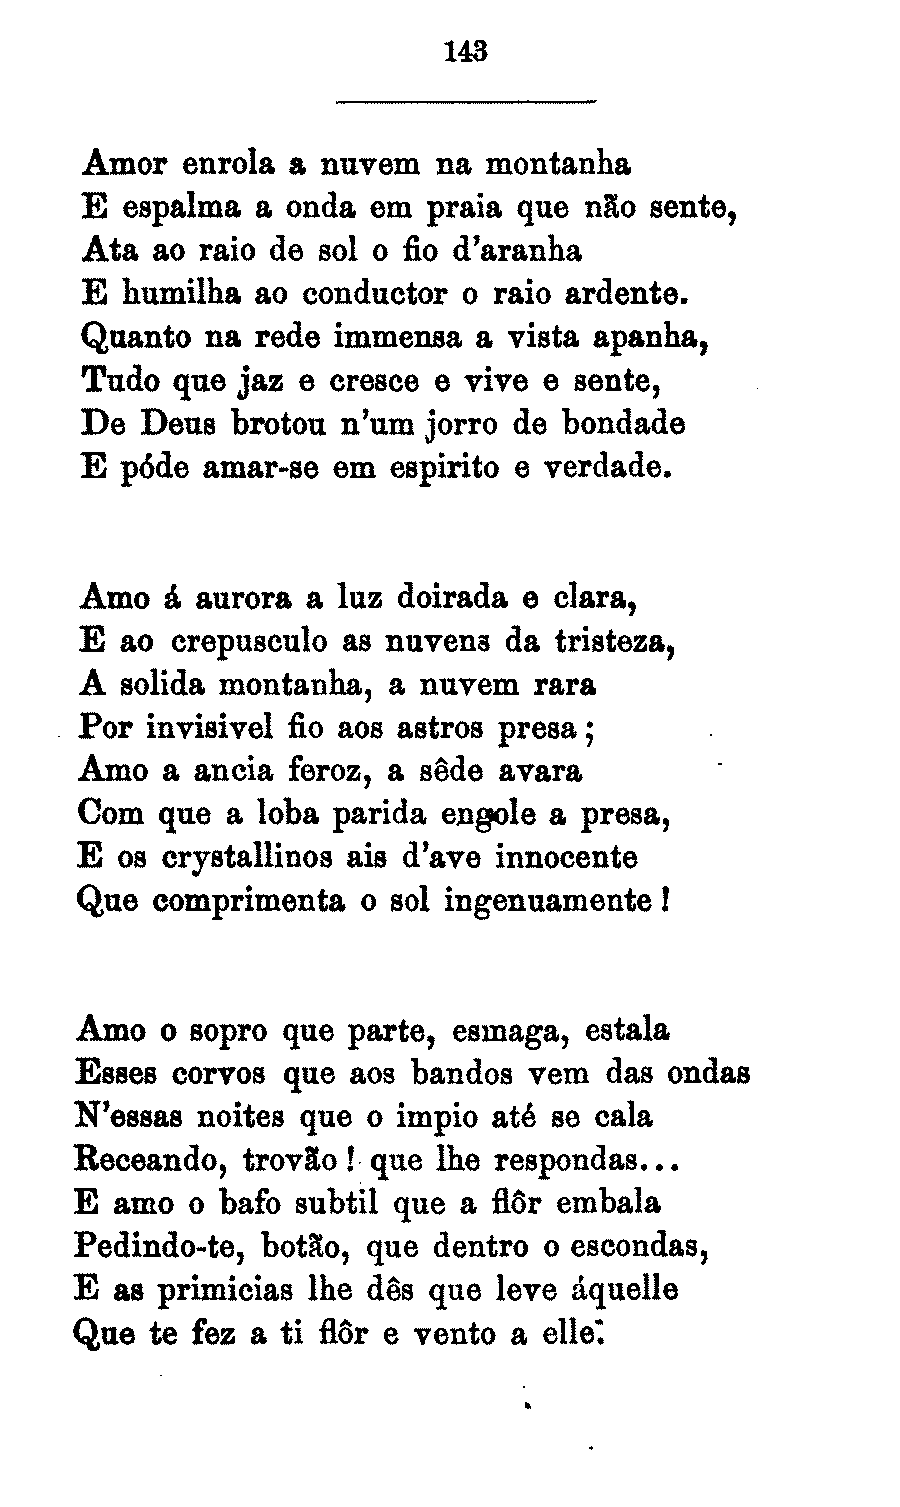 143
Amor enrola a nuvem na montanha
E espalma a onda em praia que não sente,
Ata ao raio de sol o fio d'aranha
E humilha ao conductor o raio ardente.
Quanto na rede immensa a vista apanha,
Tudo que jaz e cresce e vive e sente,
De Deus brotou n'um jorro de bondade
E póde amar-se em espirito e verdade.
Amo á aurora a luz doirada e clara,
E ao crepusculo as nuvens da tristeza,
A solida montanha, a nuvem rara
Por invisivel fio aos astros presa;
Amo a ancia feroz, a sêde avara
Com que a loba parida engole a presa,
E os crystallinos ais d'ave innocente
Que comprimenta o sol ingenuamente!
Amo o sopro que parte, esmaga, estala
Esses corvos que aos bandos vem das ondas
N'essas noites que o impio até se cala
Receando, trovão! que lhe respondas...
E amo o bafo subtil que a flôr embala
Pedindo-te, botão, que dentro o escondas,
E as primicias lhe dês que leve áquelle
Que te fez a ti flôr e vento a elle.